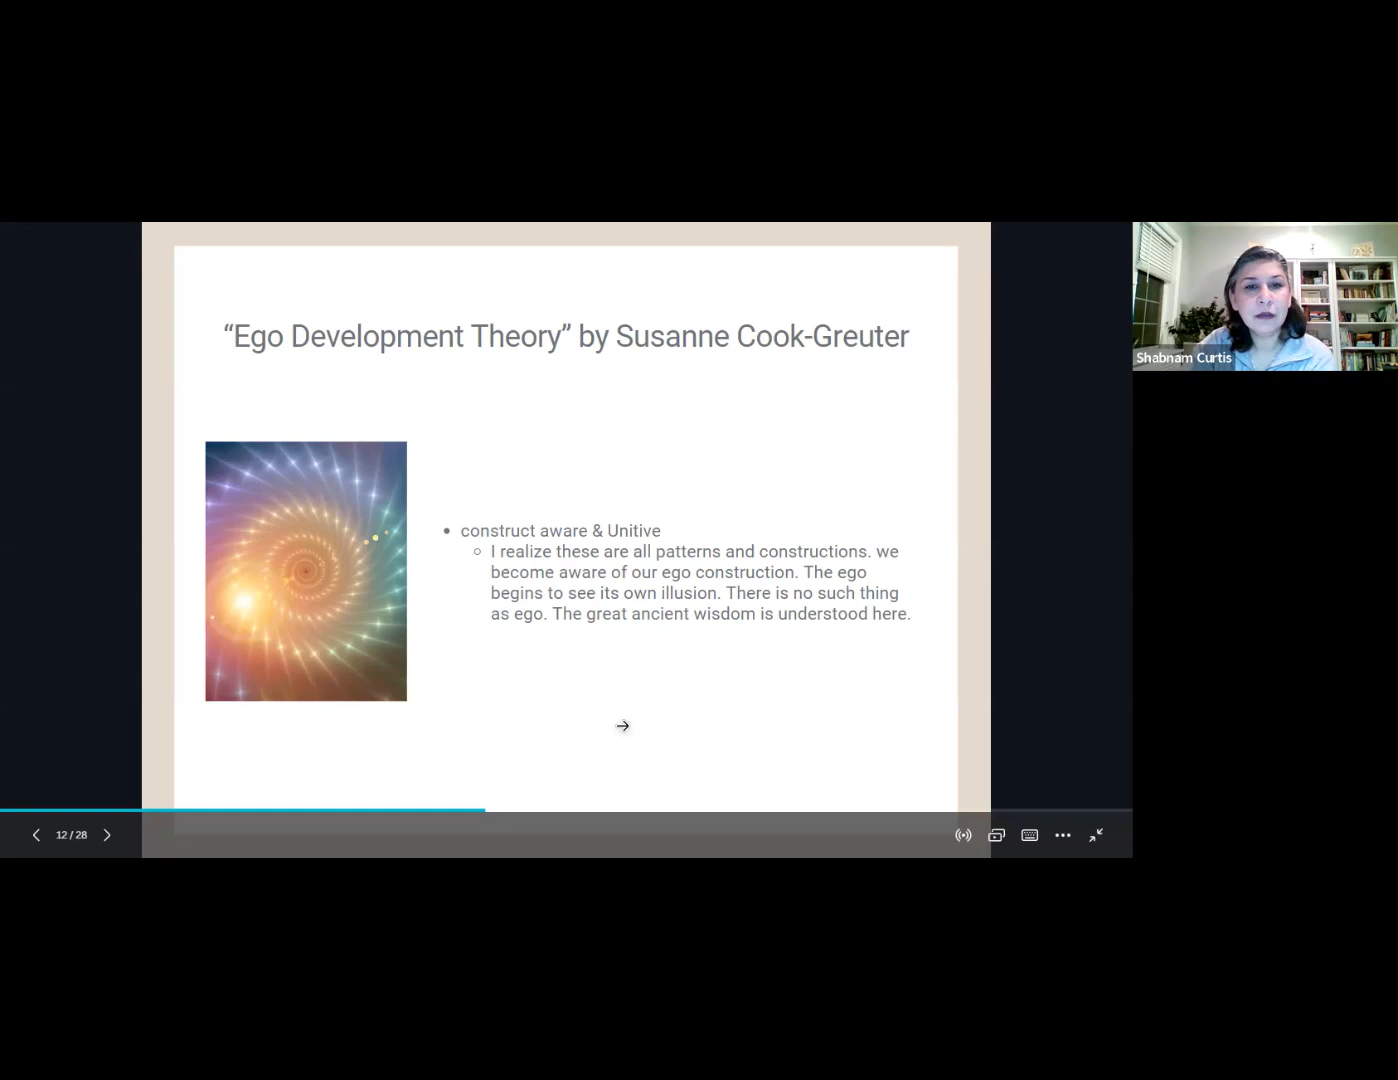 “Ego Development Theory” by Susanne Cook-Greuter
Shabnam Curtis
construct aware & Unitive
I realize these are all patterns and constructions. we
become aware of our ego construction. The ego
begins to see its own illusion. There is no such thing
as ego. The great ancient wisdom is understood here.
12 / 28